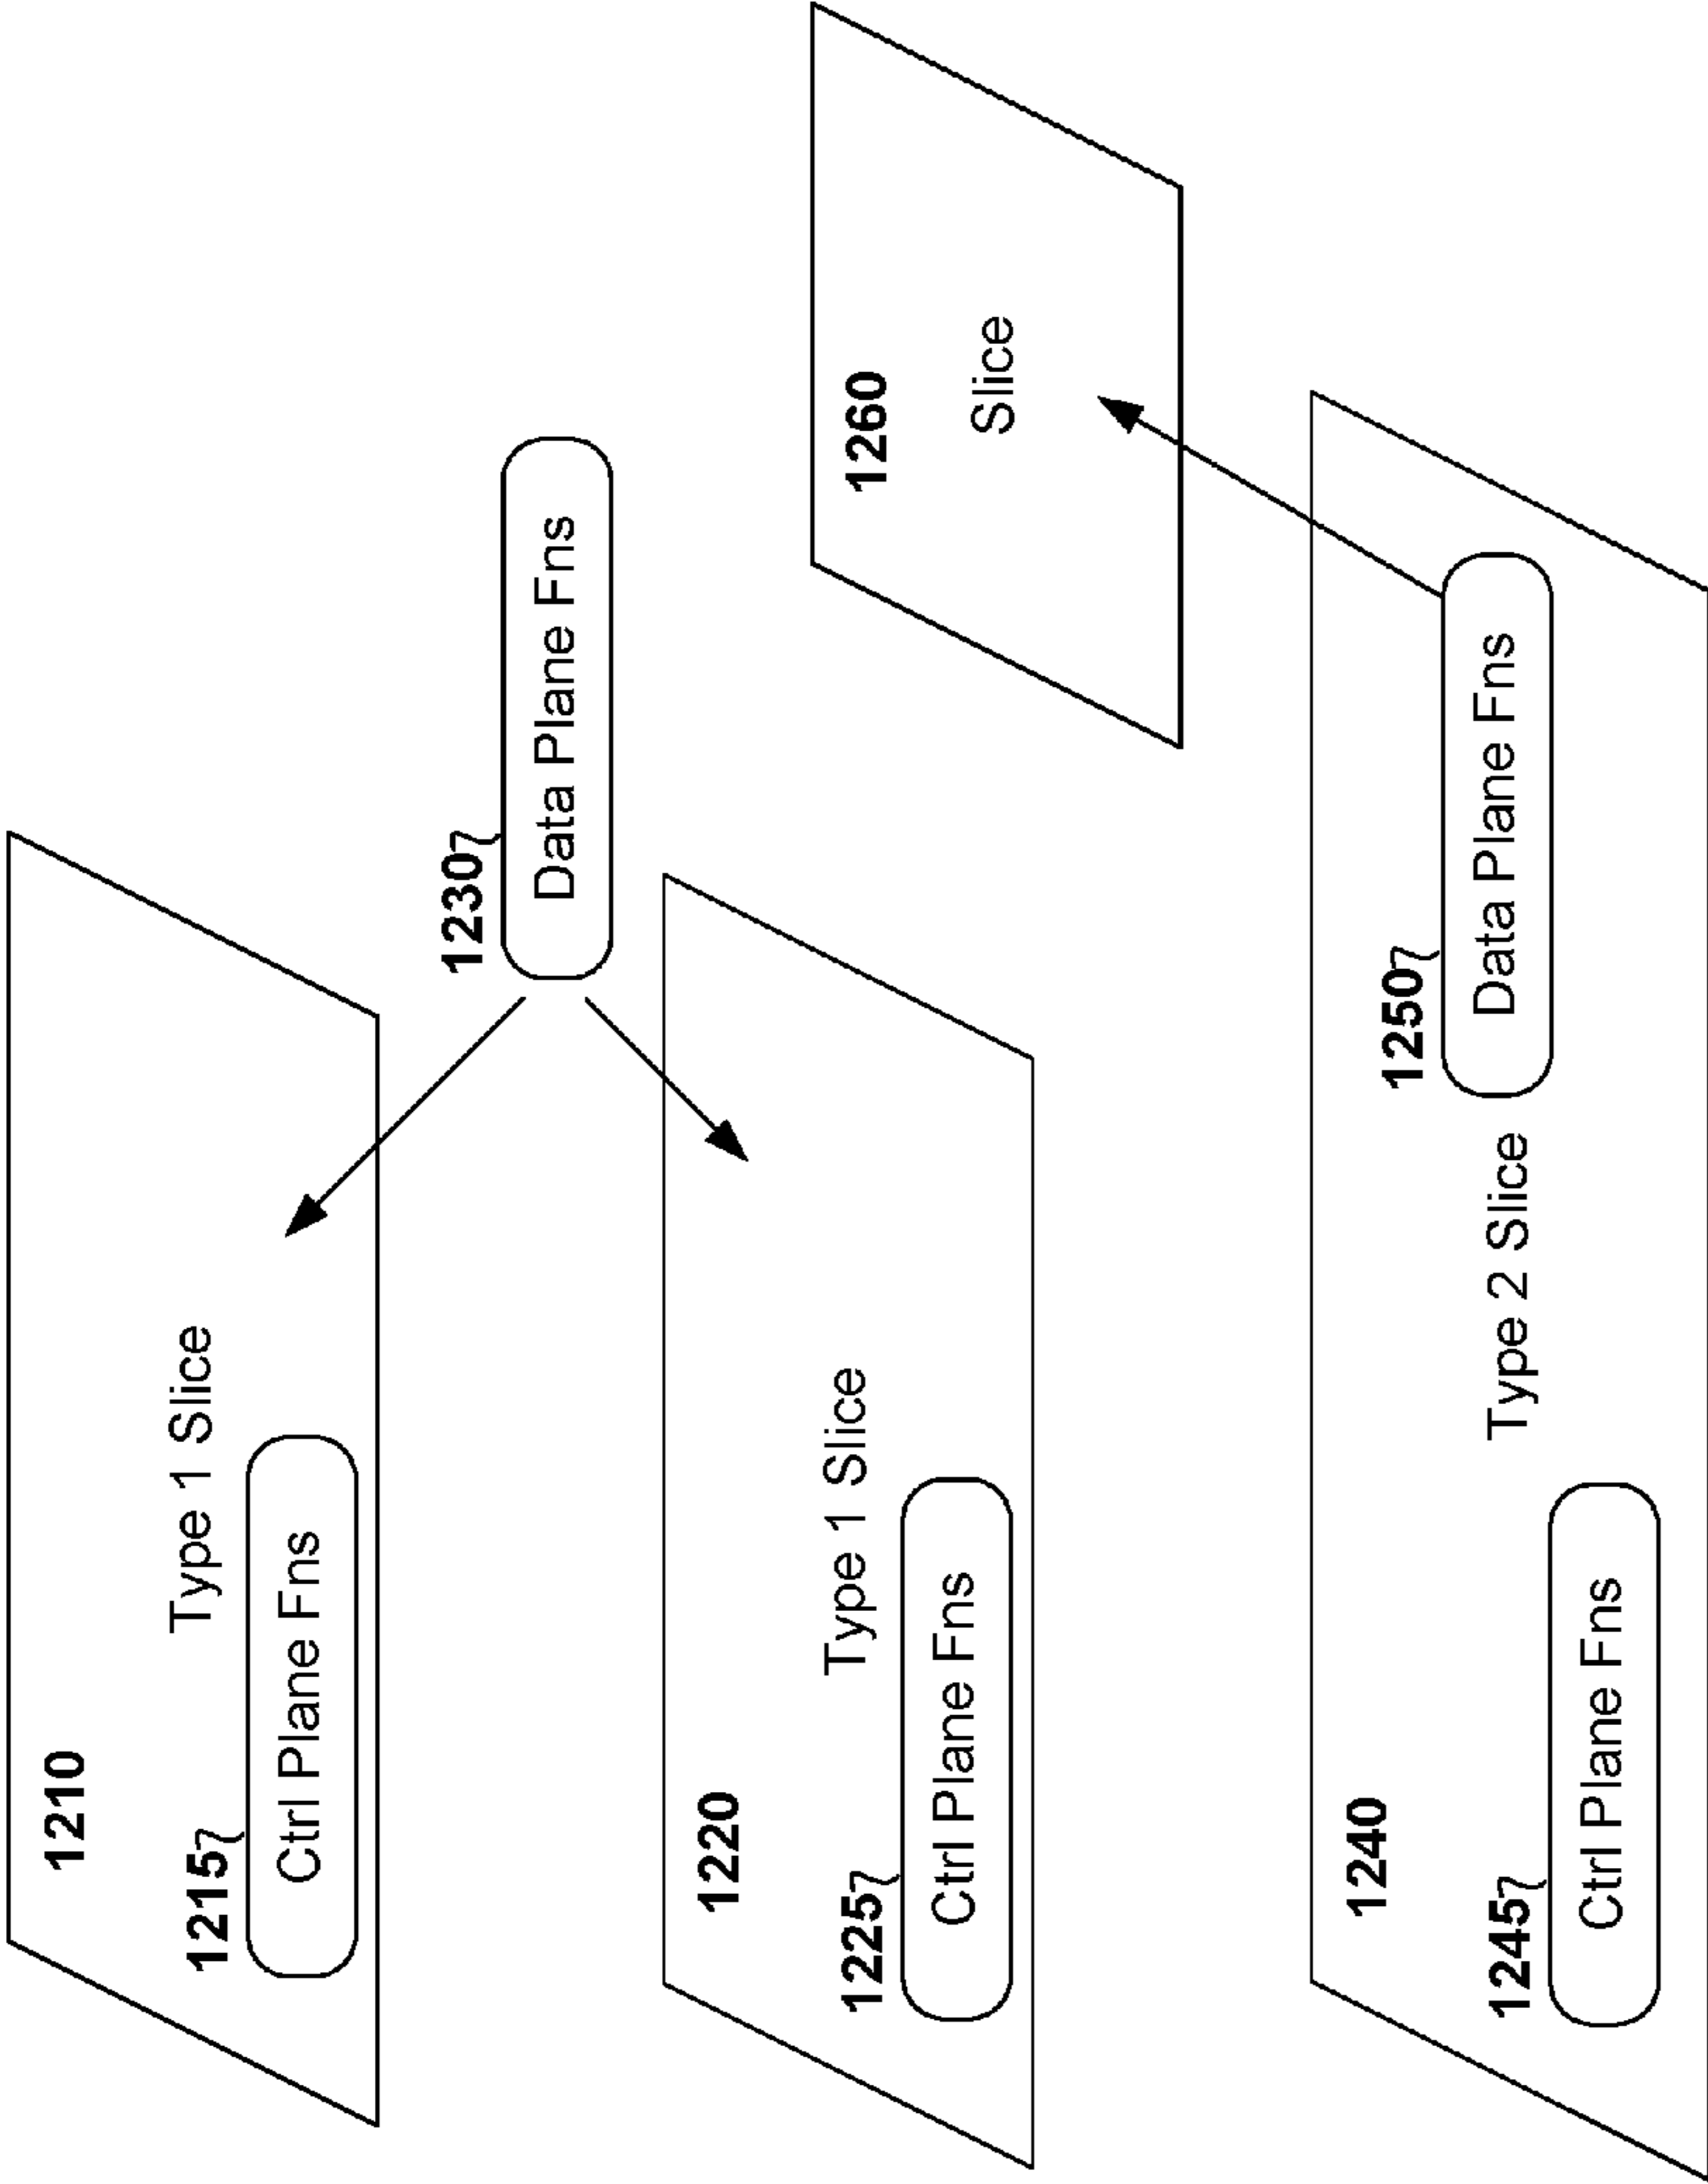 1210
Type 1 Slice
1215
Ctrl Plane Fns
1230
Data Plane Fns
1220
Type 1 Slice
1225
Ctrl Plane Fns
1260
Slice
1240
1250
Data Plane Fns
Type 2 Slice
1245
Ctrl Plane Fns